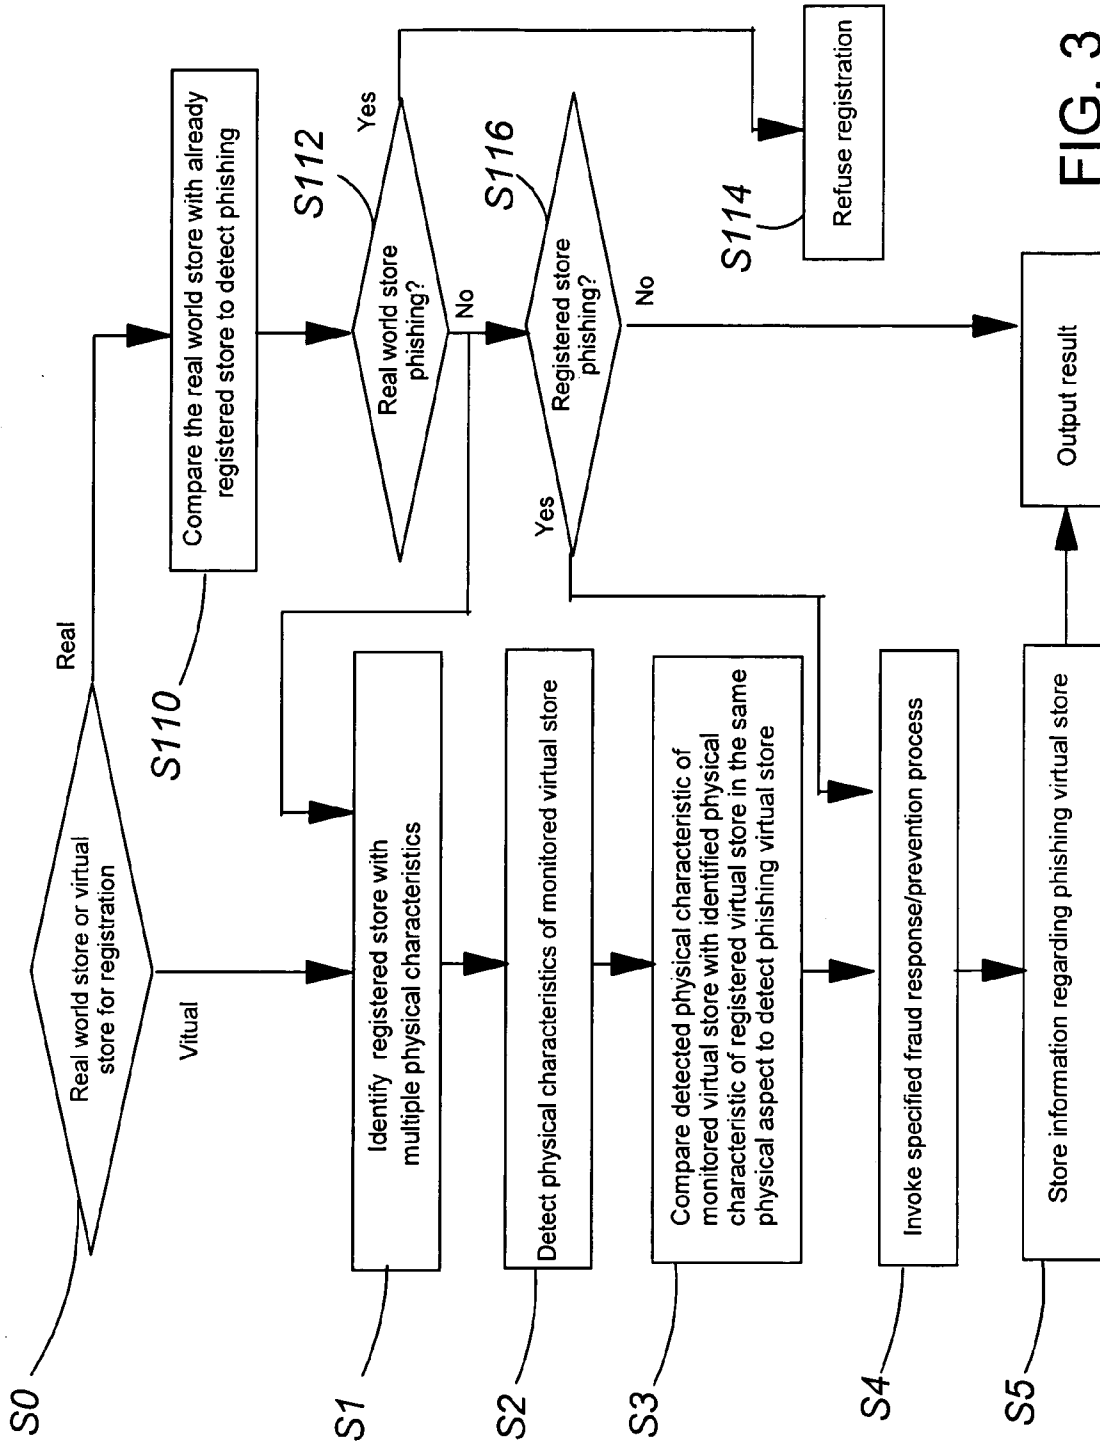 S0
Real world store or virtual
store for registration
Real
Vitual
S110
Compare the real world store with already
registered store to detect phishing
S112
Real world store
phishing?
Yes
No
S116
Registered store
phishing?
Yes
No
S114
Refuse registration
S1
Identify registered store with
multiple physical characteristics
S2
Detect physical characteristics of monitored virtual store
S3
Compare detected physical characteristic of
monitored virtual store with identified physical
characteristic of registered virtual store in the same
physical aspect to detect phishing virtual store
S4
Invoke specified fraud response/prevention process
S5
Store information regarding phishing virtual store
Output result
FIG. 3